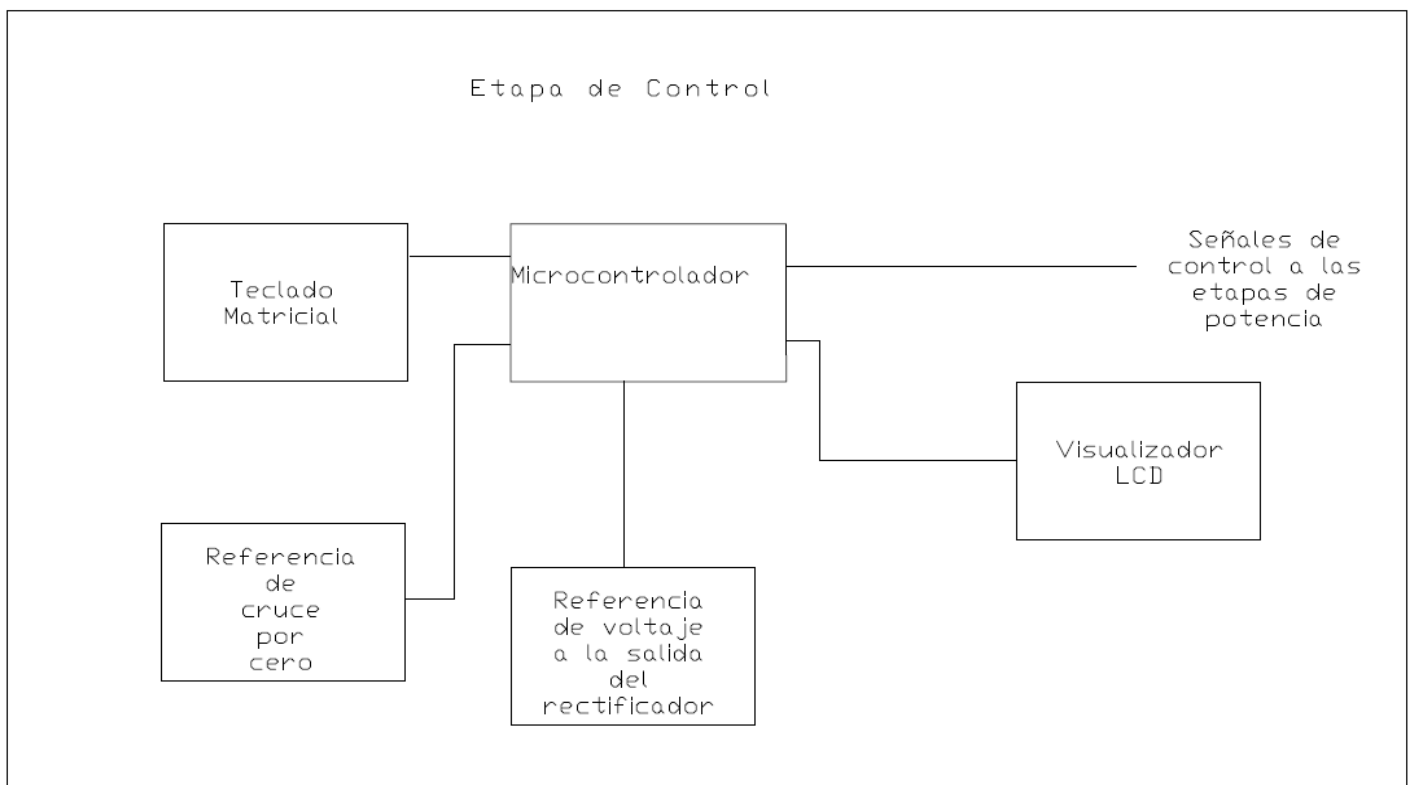 Etapa de Control
Teclado
Matricial
Microcontrolador
Señales de
control a las
etapas de
potencia
Visualizador
LCD
Referencia
de
cruce
por
cero
Referencia
de voltaje
a la salida
del
rectificador